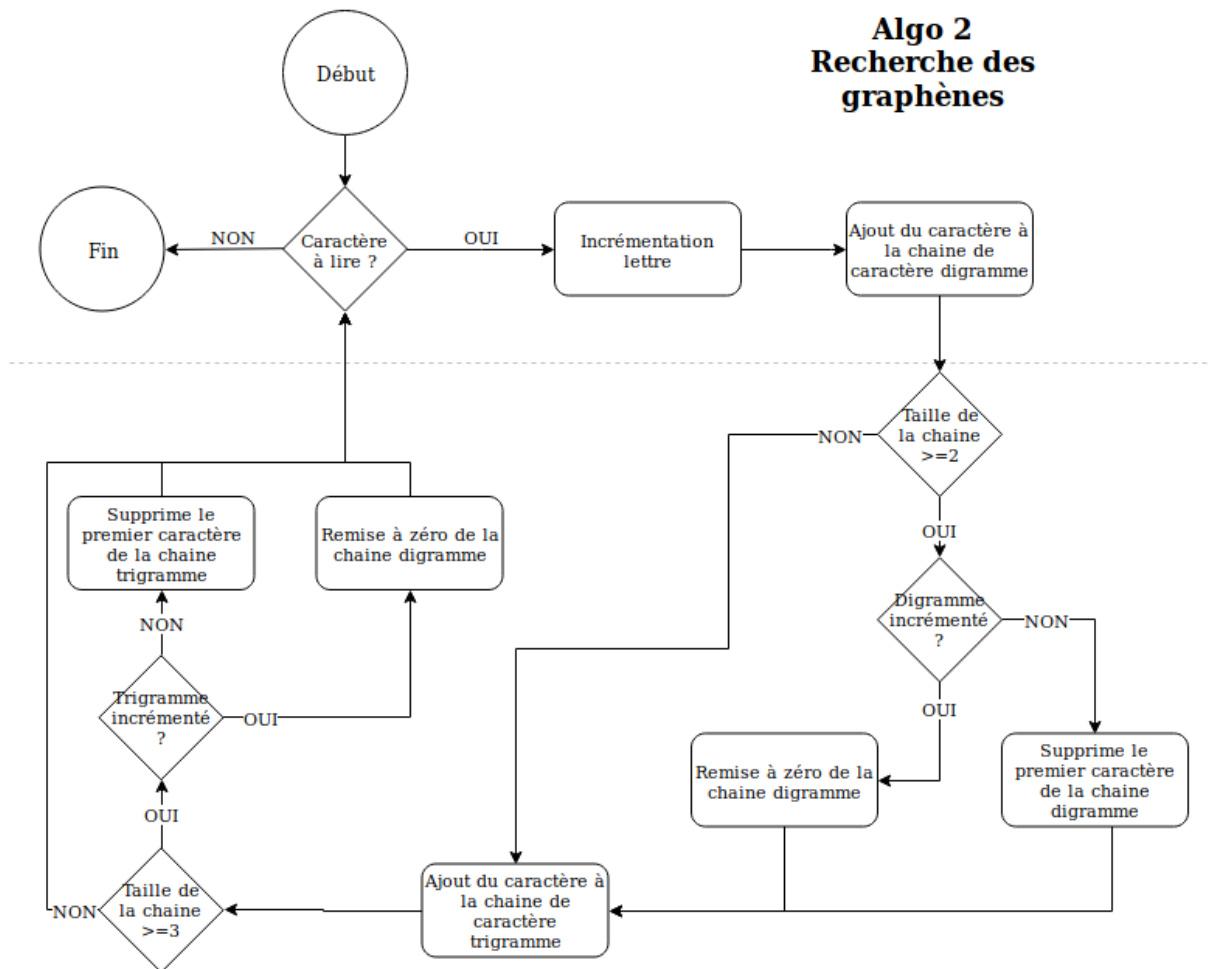 Algo 2
Recherche des
graphènes
Début
Fin
NON
Caractère
à lire ?
OUI
Incrémentation
lettre
Ajout du caractère à
la chaine de
caractère digramme
Taille de
la chaine
>=2
NON
OUI
Digramme
incrémenté
?
NON
OUI
Remise à zéro de la
chaine digramme
Supprime le
premier caractère
de la chaine
digramme
Ajout du caractère à
la chaine de
caractère
trigramme
Taille de
la chaine
>=3
NON
OUI
Trigramme
incrémenté
?
NON
OUI
Supprime le
premier caractère
de la chaine
trigramme
Remise à zéro de la
chaine digramme